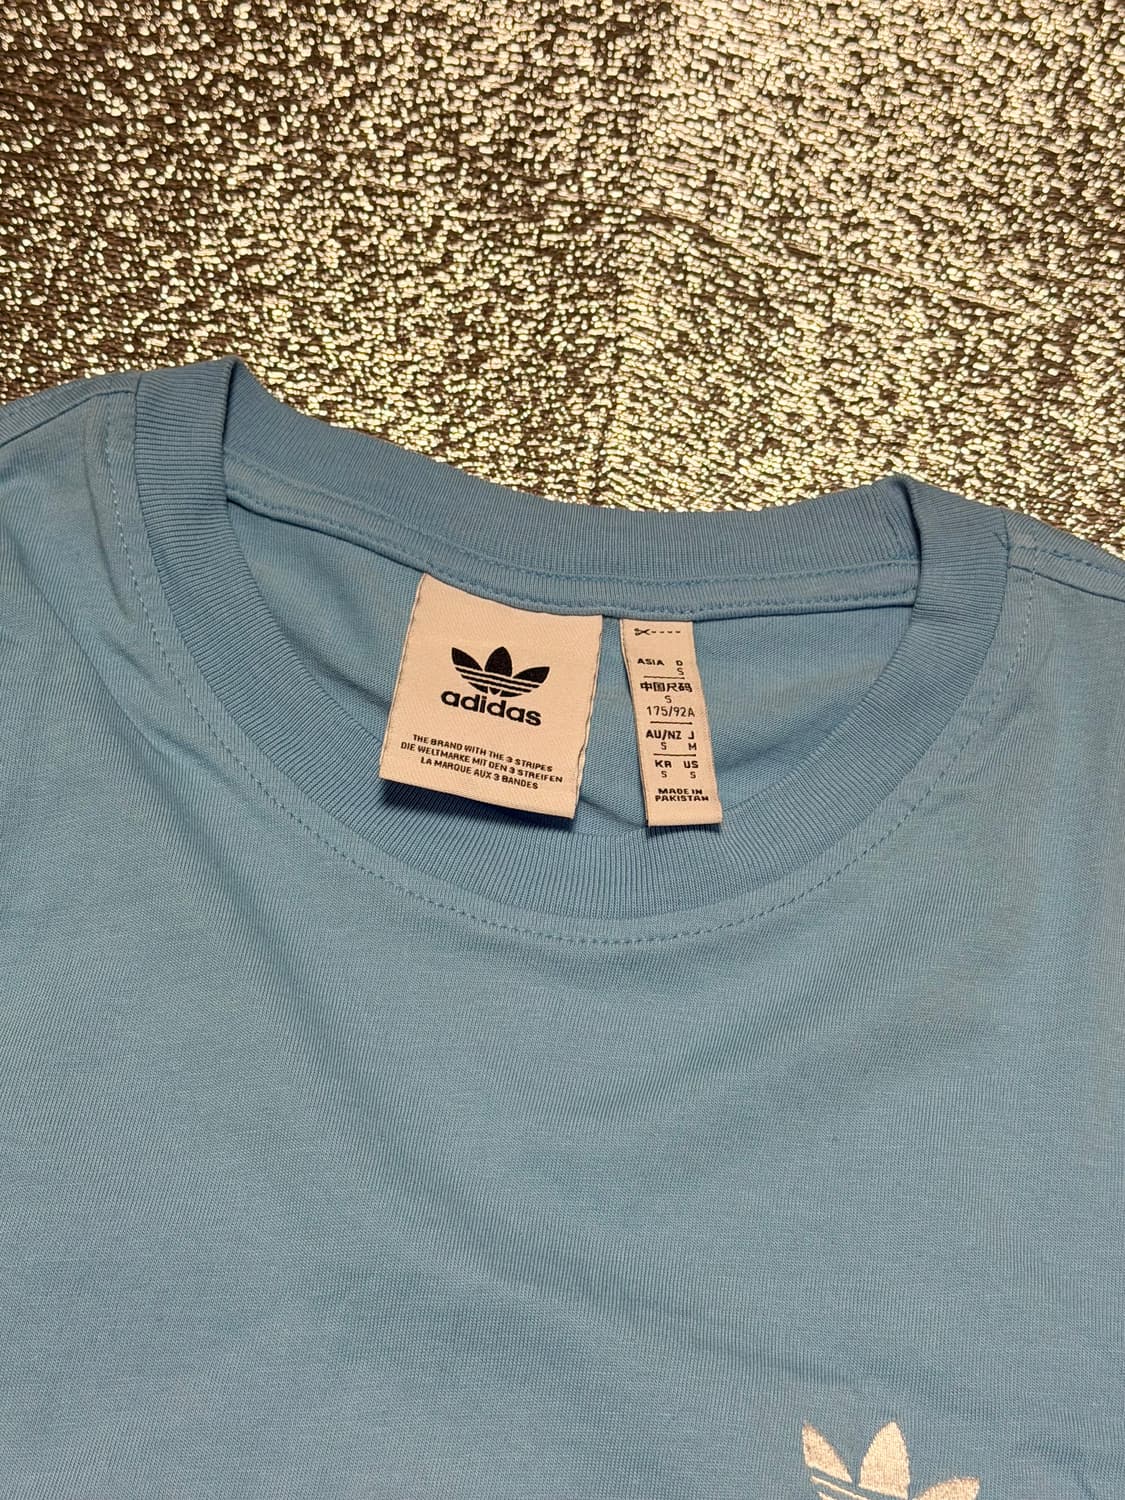 adidas
THE BRAND WITH THE 3 STRIPES
DIE WELTMARKE MIT DEN 3 STREIFEN
LA MARQUE AUX 3 BANDES
ASIA D
S
中国尺码
S
175/92A
AU/NZ J
S M
KR US
S S
MADE IN
PAKISTAN